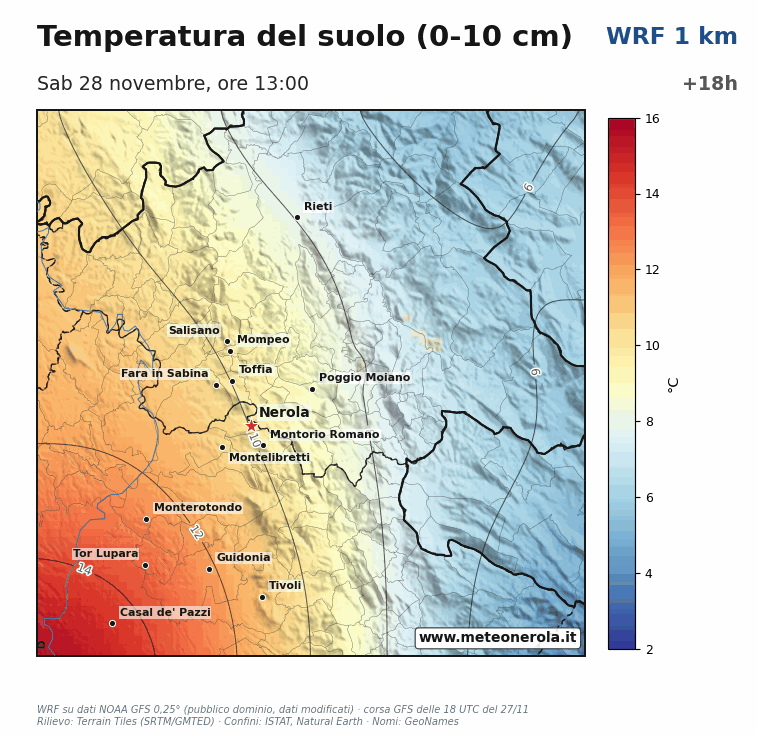 Temperatura del suolo (0-10 cm)
WRF 1 km
Sab 28 novembre, ore 13:00
+18h
Rieti
Salisano
Mompeo
Fara in Sabina
Toffia
Poggio Moiano
Nerola
Montorio Romano
Montelibretti
Monterotondo
Tor Lupara
Guidonia
Tivoli
Casal de' Pazzi
6
6
10
12
14
www.meteonerola.it
16
14
12
10
8
6
4
2
°C
WRF su dati NOAA GFS 0,25° (pubblico dominio, dati modificati) · corsa GFS delle 18 UTC del 27/11
Rilievo: Terrain Tiles (SRTM/GMTED) · Confini: ISTAT, Natural Earth · Nomi: GeoNames